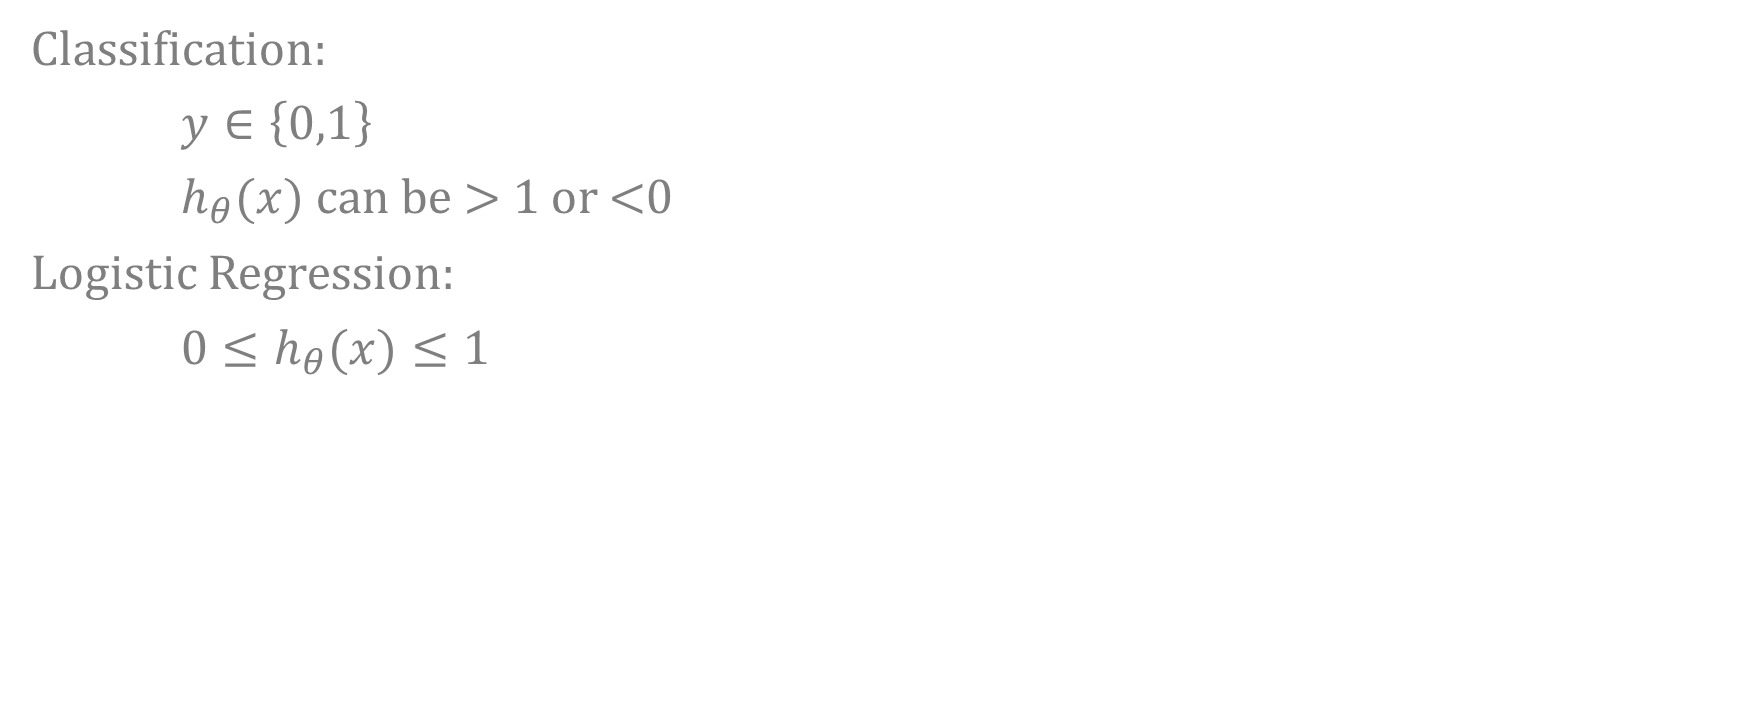 Classification:
y ∈ {0,1}
hθ(x) can be > 1 or <0
Logistic Regression:
0 ≤ hθ(x) ≤ 1